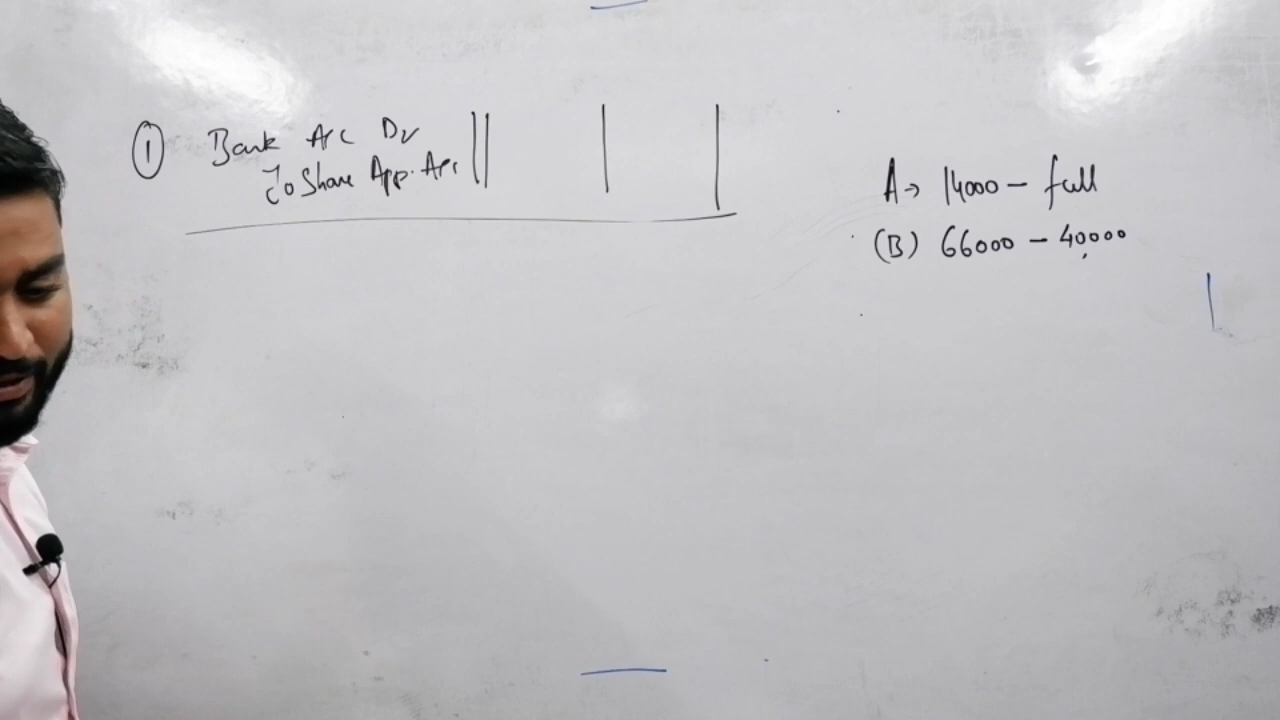 ① Bank A/c Dr
To Share App. A/c
A → 14000 - full
(B) 66000 - 40000